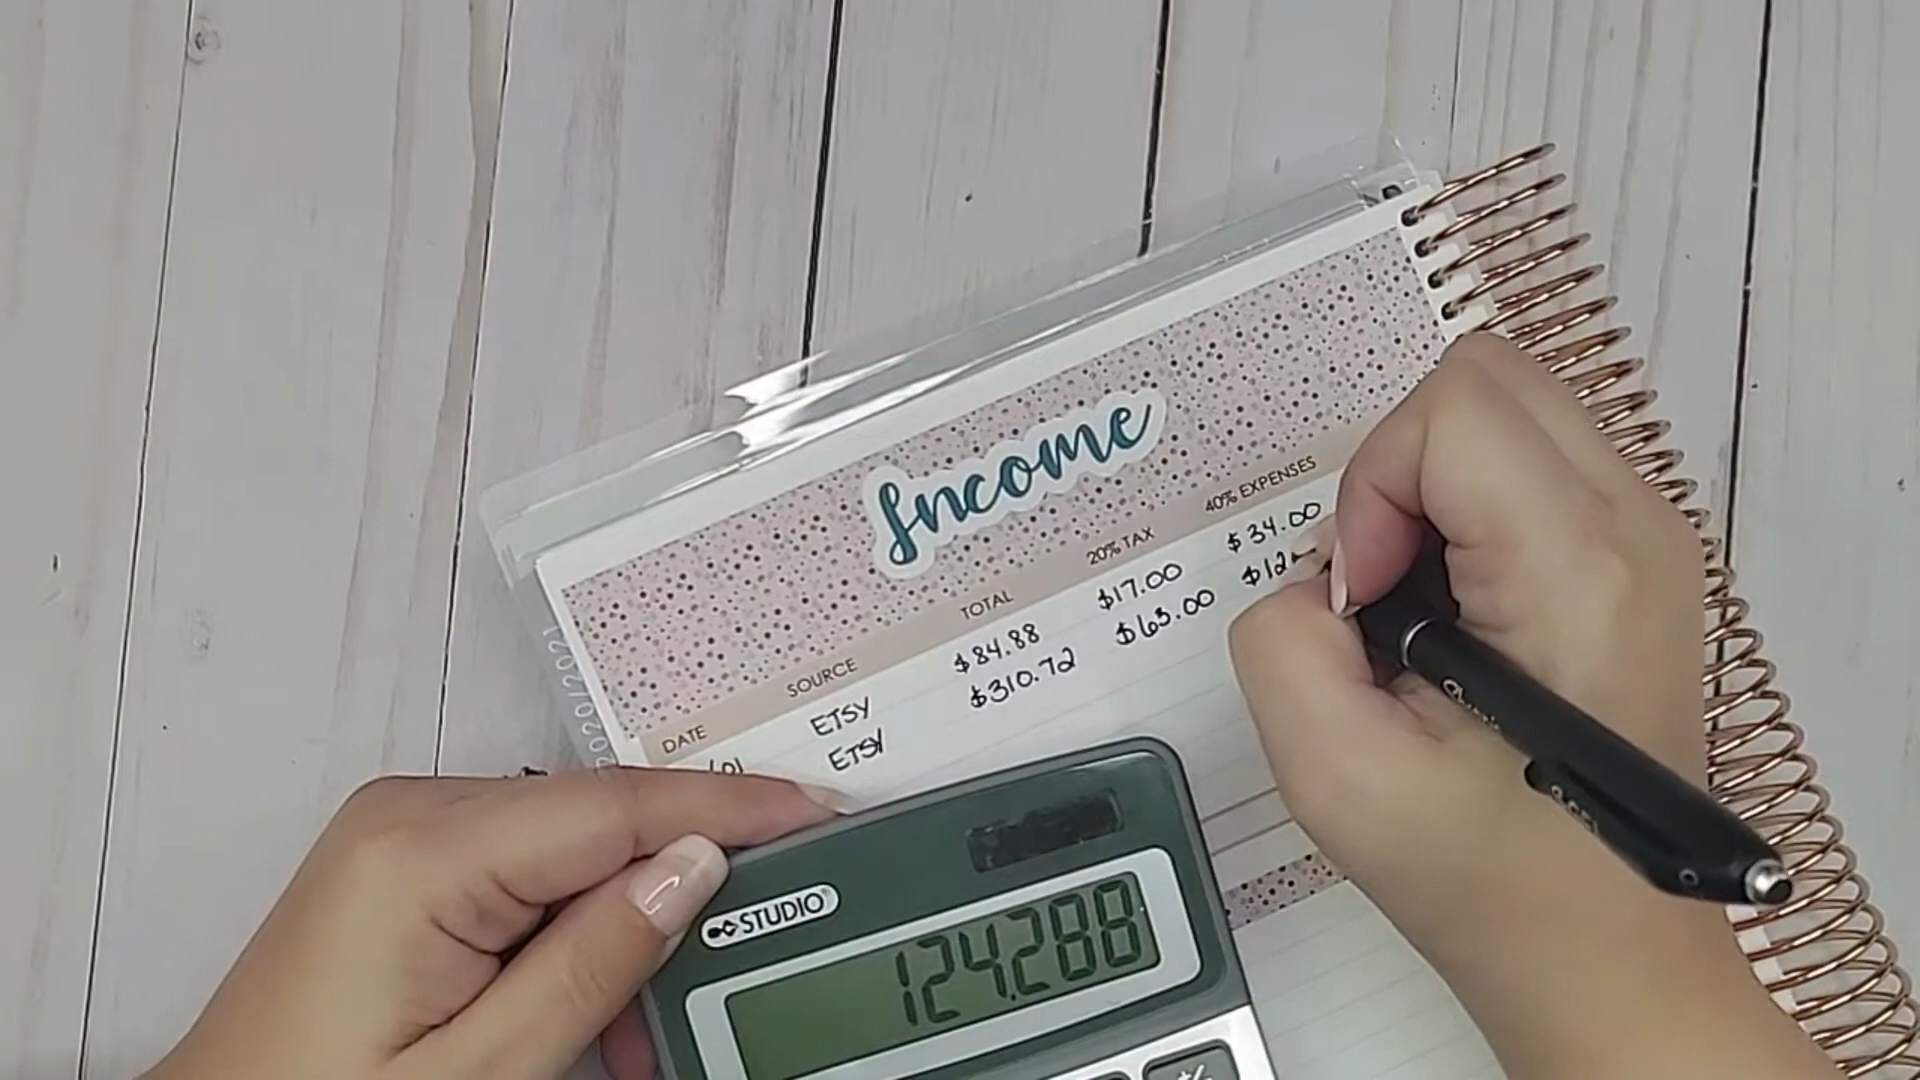 Income
DATE SOURCE TOTAL 20% TAX 40% EXPENSES
ETSY $84.88 $17.00 $34.00
ETSY $310.72 $63.00 $12
2020/2021
STUDIO
124.288